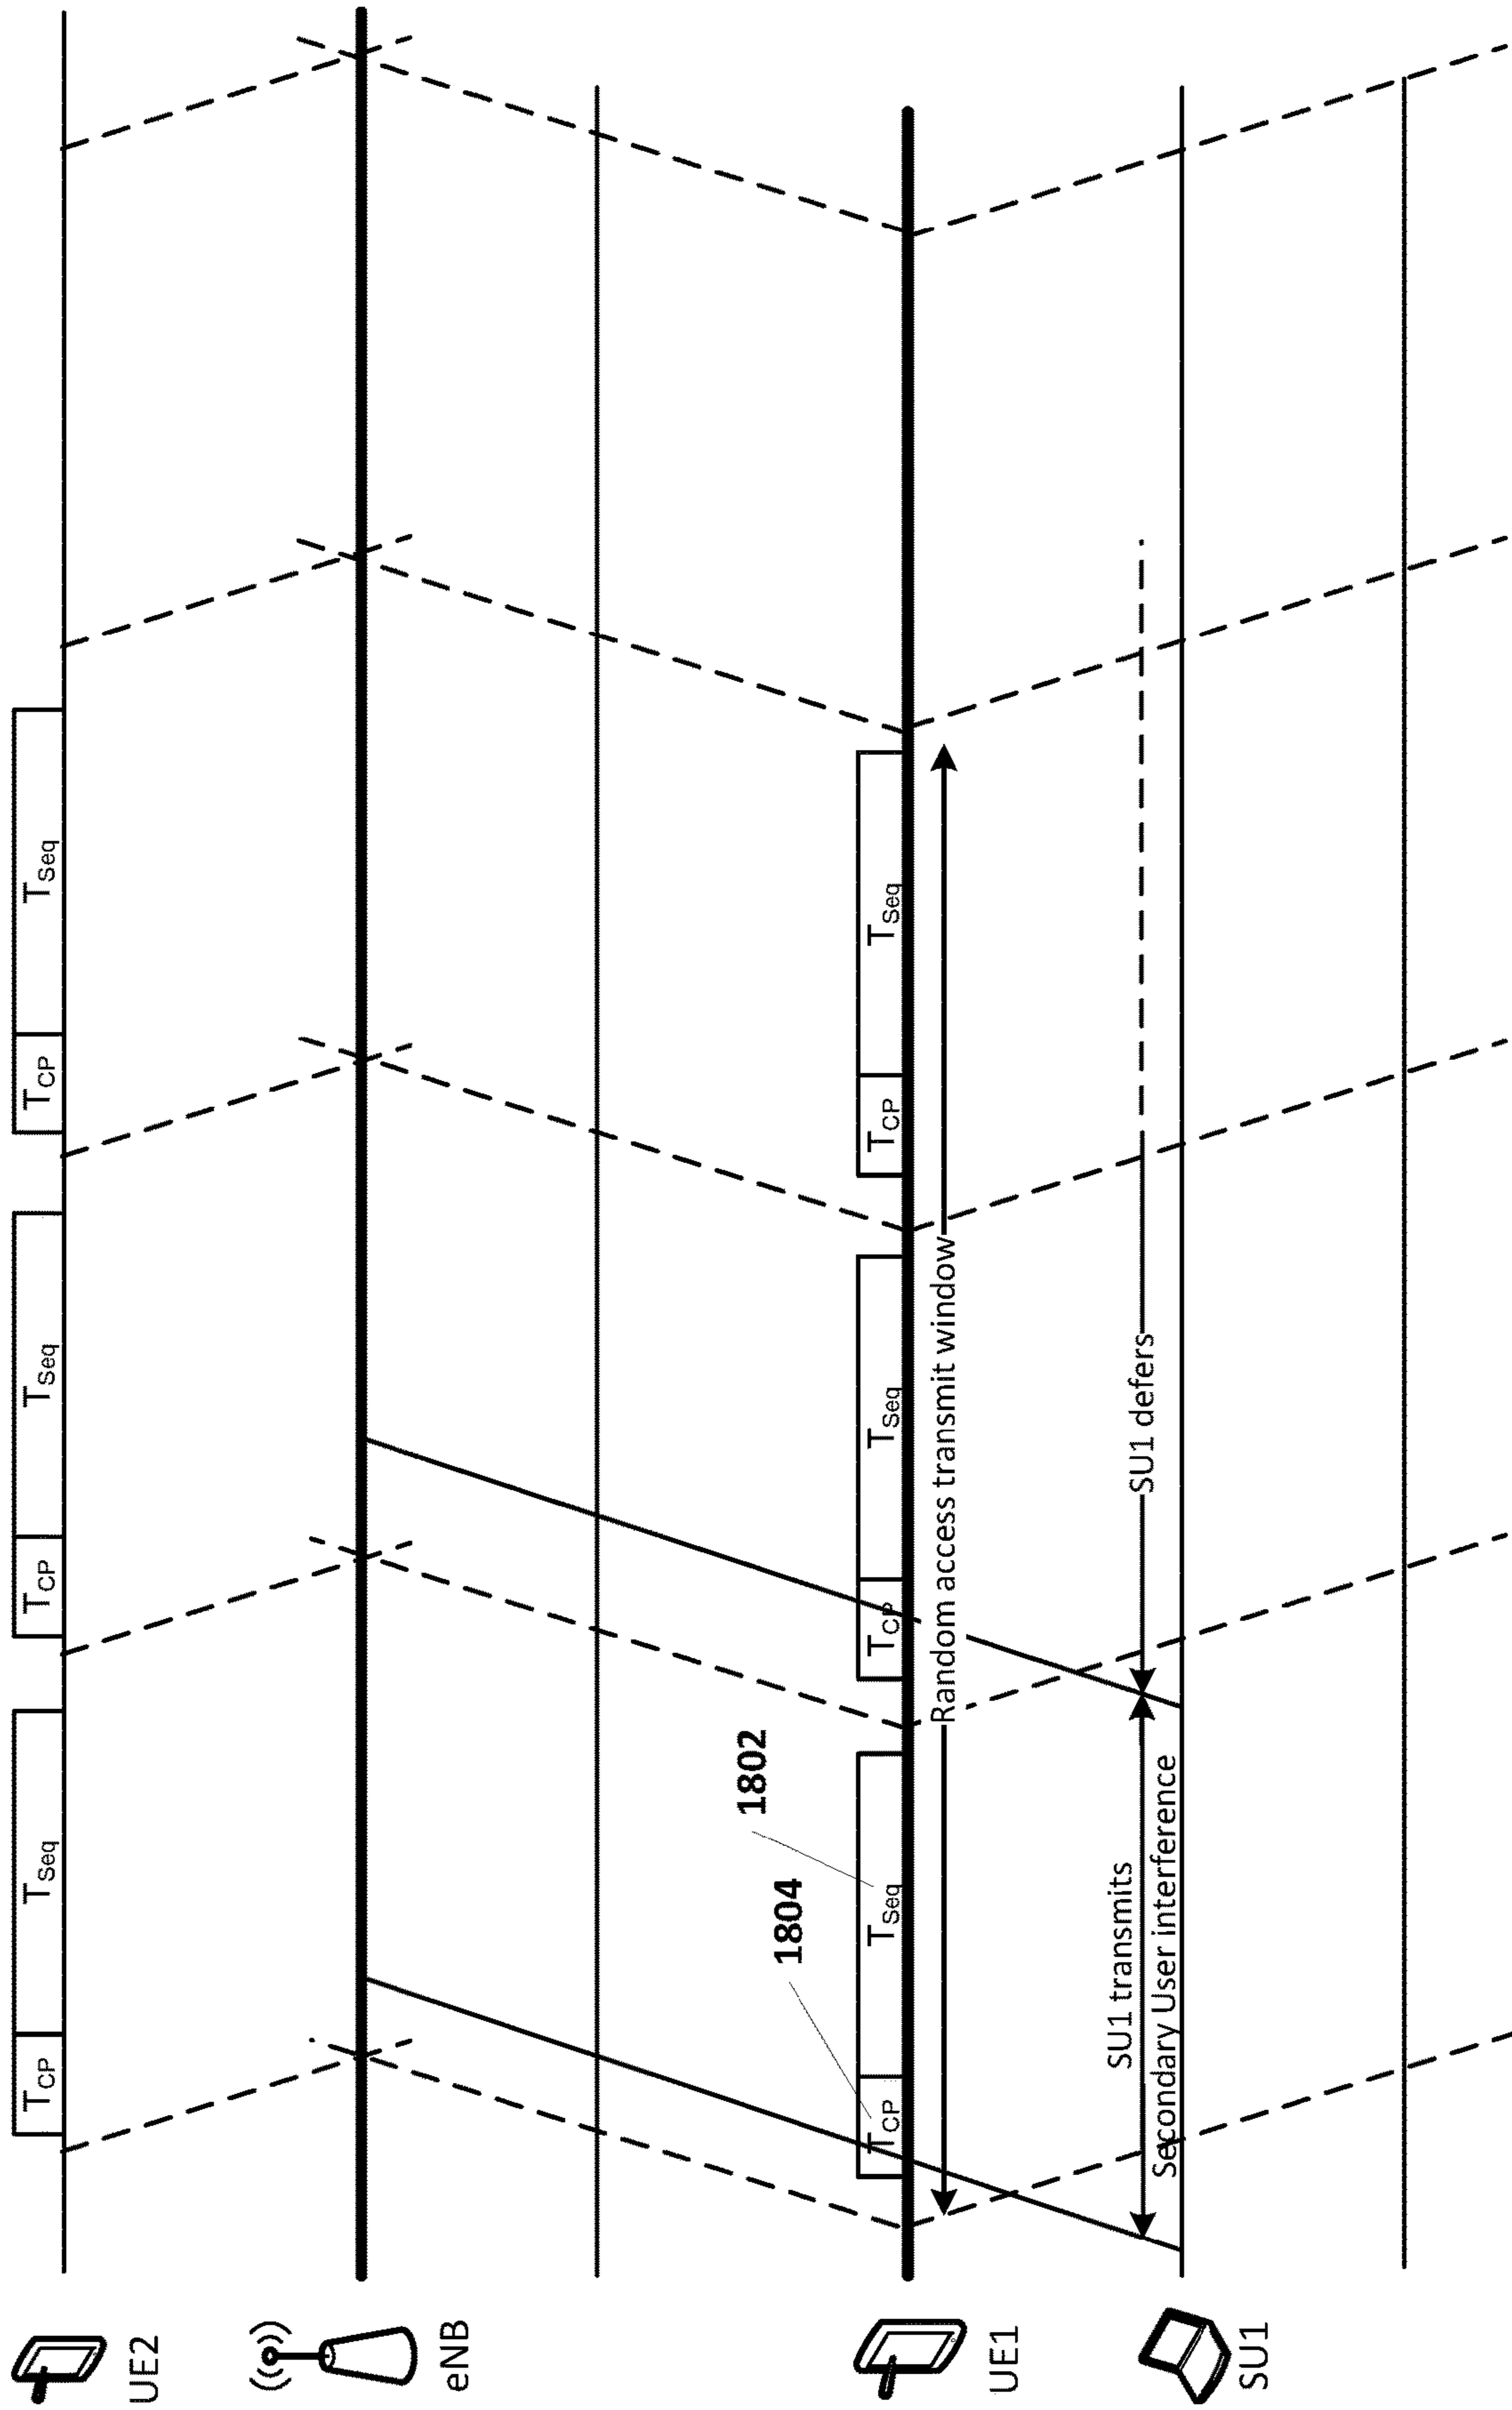 UE2
T_CP
T_Seq
T_CP
T_Seq
T_CP
T_Seq
eNB
1804
1802
UE1
T_CP
T_Seq
T_CP
T_Seq
T_CP
T_Seq
Random access transmit window
SU1 transmits
SU1 defers
Secondary User interference
SU1